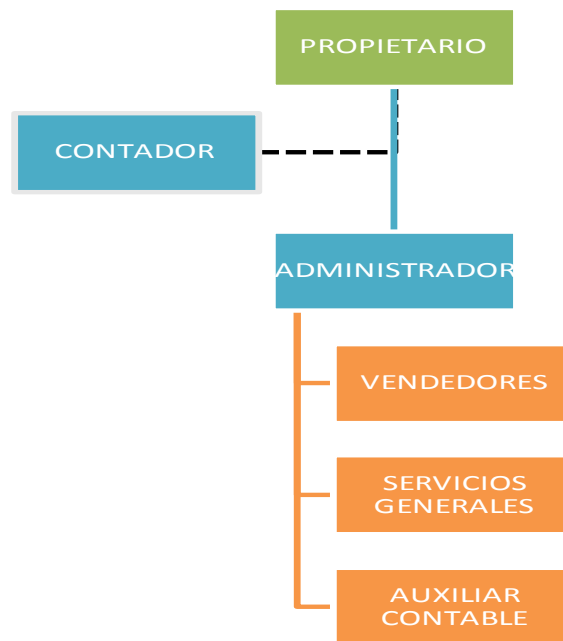 PROPIETARIO
CONTADOR
ADMINISTRADOR
VENDEDORES
SERVICIOS
GENERALES
AUXILIAR
CONTABLE